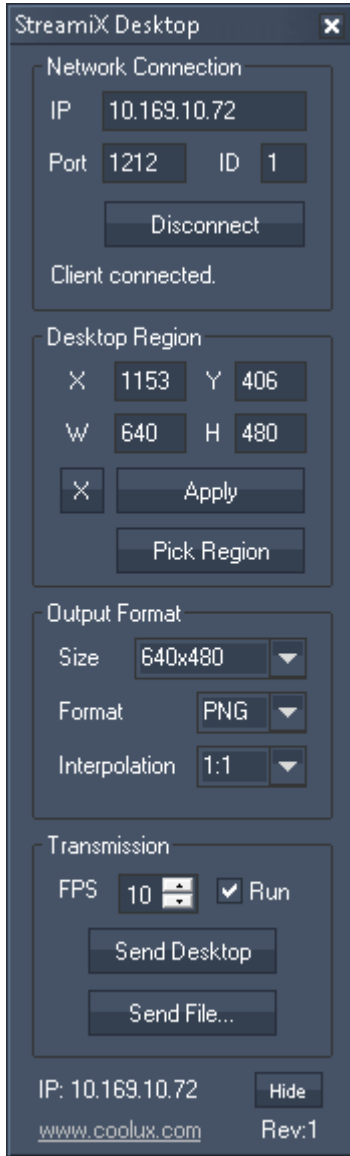 StreamiX Desktop
Network Connection
IP 10.169.10.72
Port 1212 ID 1
Disconnect
Client connected.
Desktop Region
X 1153 Y 406
W 640 H 480
X Apply
Pick Region
Output Format
Size 640x480
Format PNG
Interpolation 1:1
Transmission
FPS 10 Run
Send Desktop
Send File...
IP: 10.169.10.72 Hide
www.coolux.com Rev:1